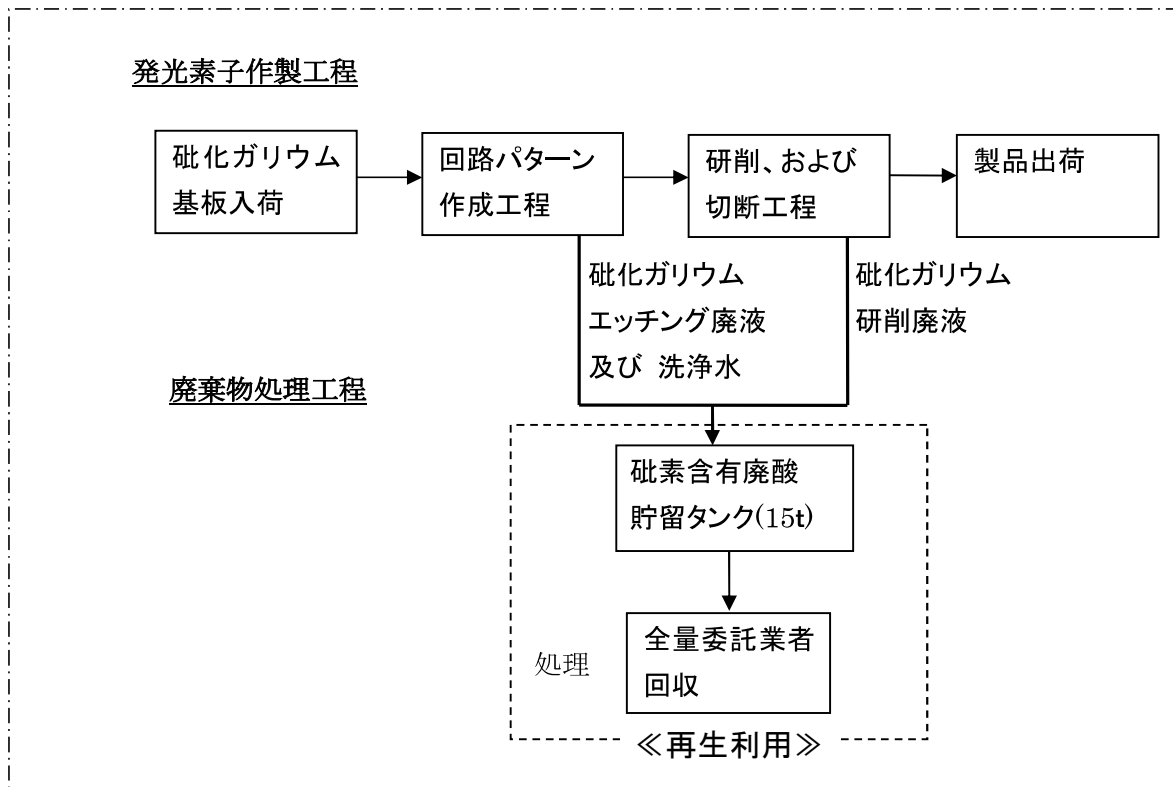 発光素子作製工程
砒化ガリウム
基板入荷
回路パターン
作成工程
研削、および
切断工程
製品出荷
砒化ガリウム
エッチング廃液
及び 洗浄水
砒化ガリウム
研削廃液
廃棄物処理工程
砒素含有廃酸
貯留タンク(15t)
全量委託業者
回収
処理
≪再生利用≫